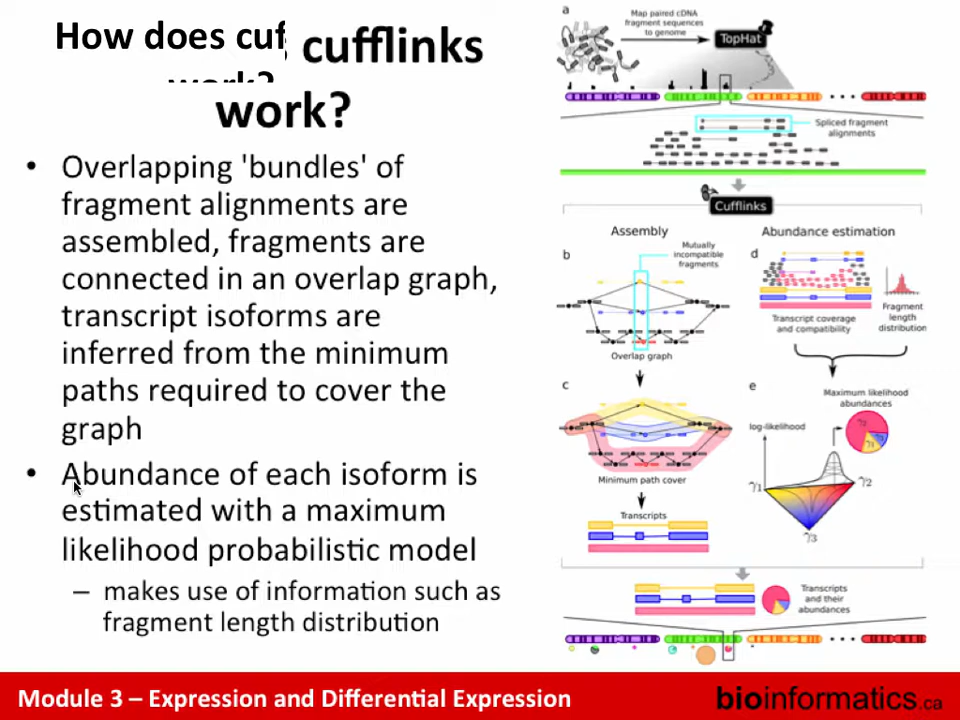 How does cuf
cufflinks
work?
work?
• Overlapping 'bundles' of
fragment alignments are
assembled, fragments are
connected in an overlap graph,
transcript isoforms are
inferred from the minimum
paths required to cover the
graph
• Abundance of each isoform is
estimated with a maximum
likelihood probabilistic model
– makes use of information such as
fragment length distribution
a
Map paired cDNA
fragment sequences
to genome
TopHat
Spliced fragment
alignments
Cufflinks
Assembly
Abundance estimation
b
Mutually
incompatible
fragments
Overlap graph
d
Transcript coverage
and compatibility
Fragment
length
distribution
c
Minimum path cover
Transcripts
e
Maximum likelihood
abundances
log-likelihood
γ1
γ2
γ3
Transcripts
and their
abundances
Module 3 – Expression and Differential Expression
bioinformatics.ca